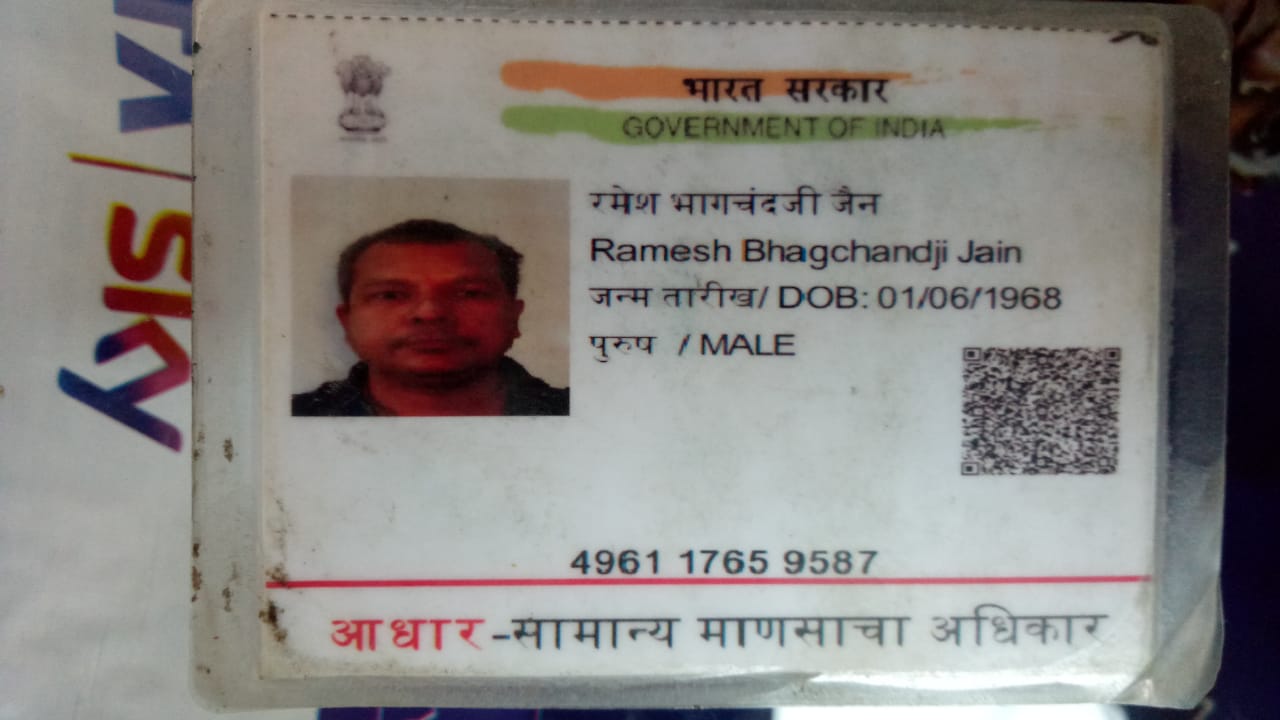 भारत सरकार
GOVERNMENT OF INDIA
रमेश भागचंदजी जैन
Ramesh Bhagchandji Jain
जन्म तारीख/ DOB: 01/06/1968
पुरुष / MALE
4961 1765 9587
आधार-सामान्य माणसाचा अधिकार
SKY